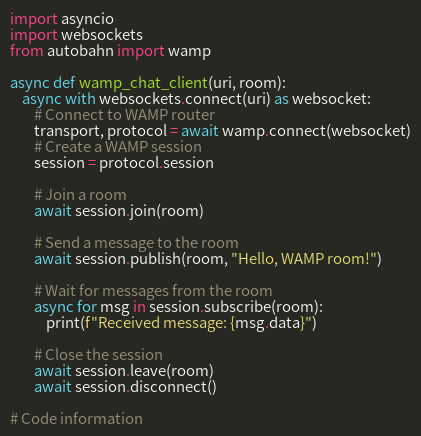 import asyncio
import websockets
from autobahn import wamp

async def wamp_chat_client(uri, room):
    async with websockets.connect(uri) as websocket:
        # Connect to WAMP router
        transport, protocol = await wamp.connect(websocket)
        # Create a WAMP session
        session = protocol.session

        # Join a room
        await session.join(room)

        # Send a message to the room
        await session.publish(room, "Hello, WAMP room!")

        # Wait for messages from the room
        async for msg in session.subscribe(room):
            print(f"Received message: {msg.data}")

        # Close the session
        await session.leave(room)
        await session.disconnect()

# Code information